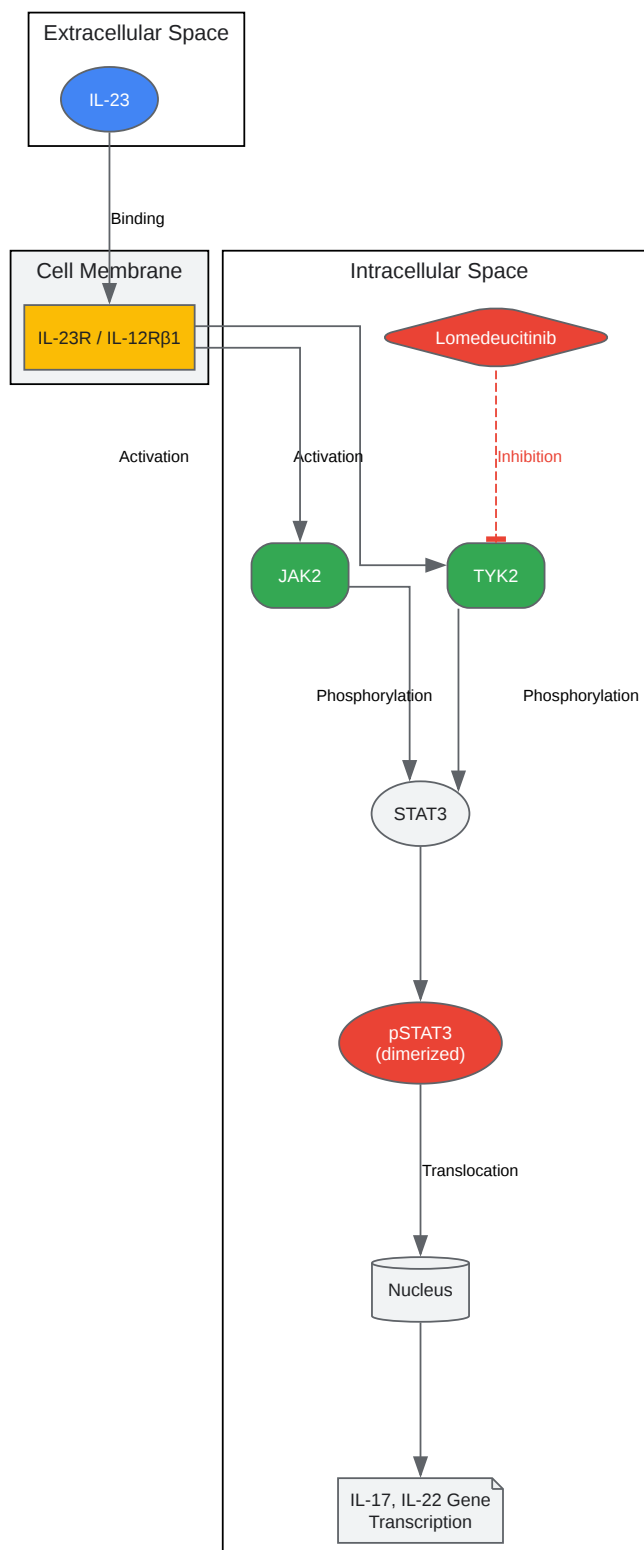 Extracellular Space
IL-23
Binding
Cell Membrane
IL-23R / IL-12Rβ1
Intracellular Space
Lomedeucitinib
Activation
Activation
Inhibition
JAK2
TYK2
Phosphorylation
Phosphorylation
STAT3
pSTAT3
(dimerized)
Translocation
Nucleus
IL-17, IL-22 Gene
Transcription